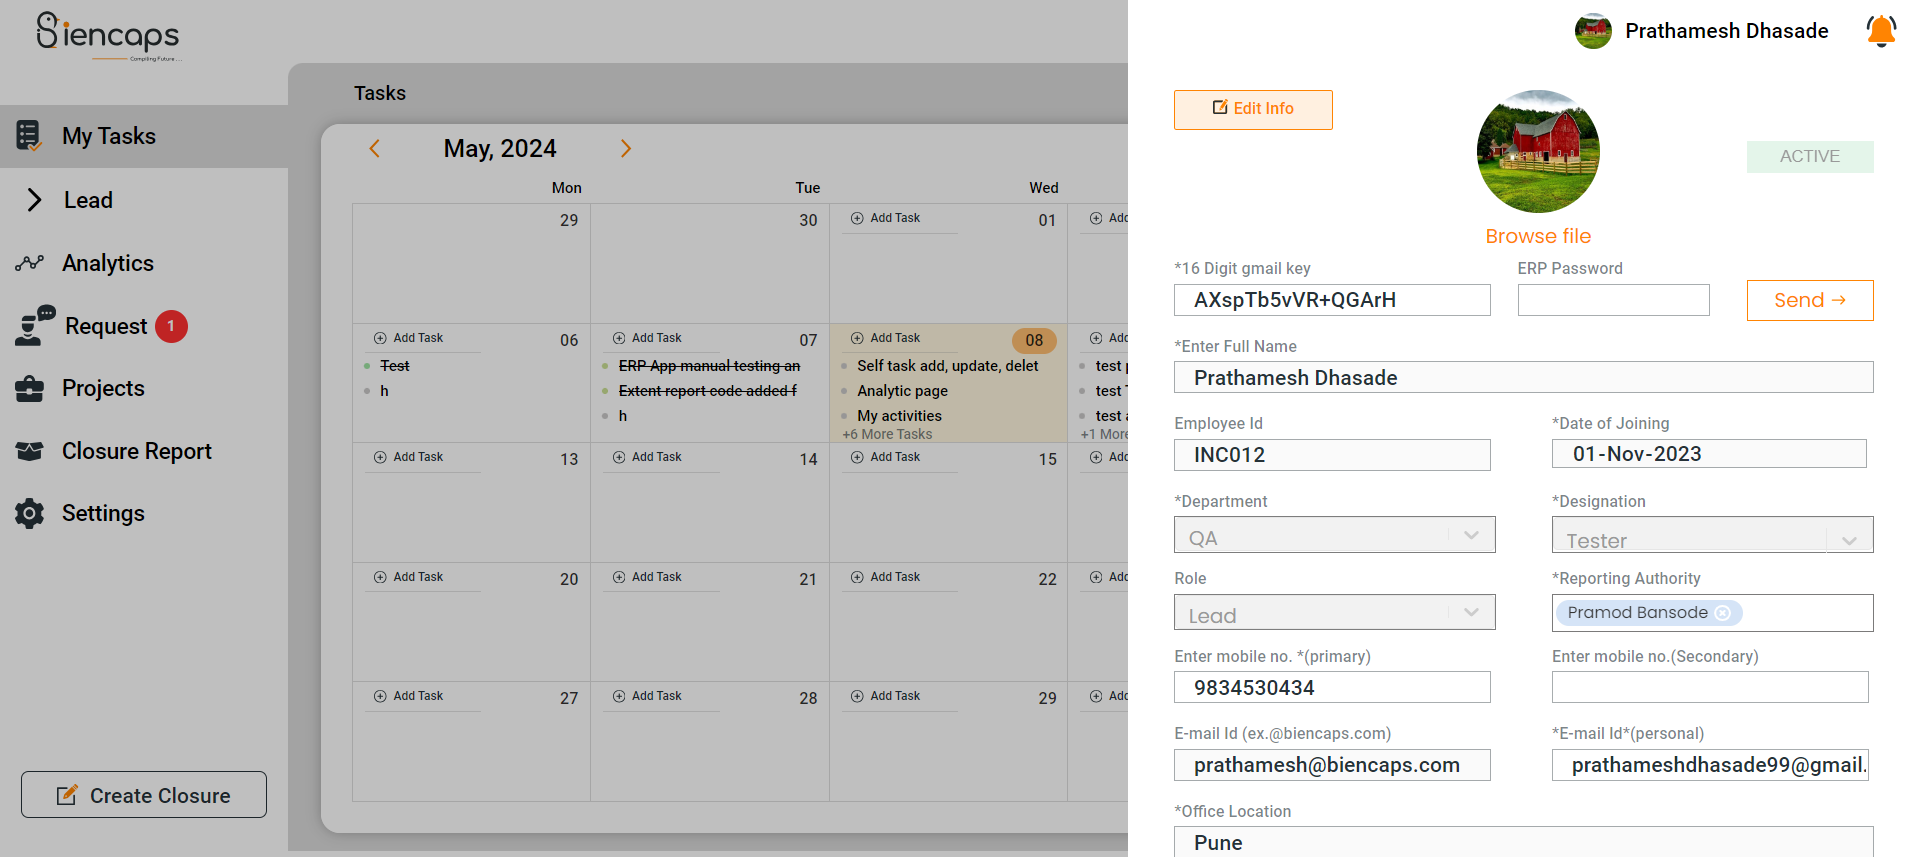 Biencaps
Compiling Future ...
My Tasks
Lead
Analytics
Request 1
Projects
Closure Report
Settings
Create Closure
Tasks
May, 2024
Mon Tue Wed
29 30 Add Task 01 Add
Add Task 06 Add Task 07 Add Task 08 Add
Test ERP App manual testing an Self task add, update, delet test p
h Extent report code added f Analytic page test T
h My activities test a
+6 More Tasks +1 More
Add Task 13 Add Task 14 Add Task 15 Add
Add Task 20 Add Task 21 Add Task 22 Add
Add Task 27 Add Task 28 Add Task 29 Add
Prathamesh Dhasade
Edit Info
ACTIVE
Browse file
*16 Digit gmail key ERP Password
AXspTb5vVR+QGArH Send →
*Enter Full Name
Prathamesh Dhasade
Employee Id *Date of Joining
INC012 01-Nov-2023
*Department *Designation
QA Tester
Role *Reporting Authority
Lead Pramod Bansode
Enter mobile no. *(primary) Enter mobile no.(Secondary)
9834530434
E-mail Id (ex.@biencaps.com) *E-mail Id*(personal)
prathamesh@biencaps.com prathameshdhasade99@gmail.
*Office Location
Pune